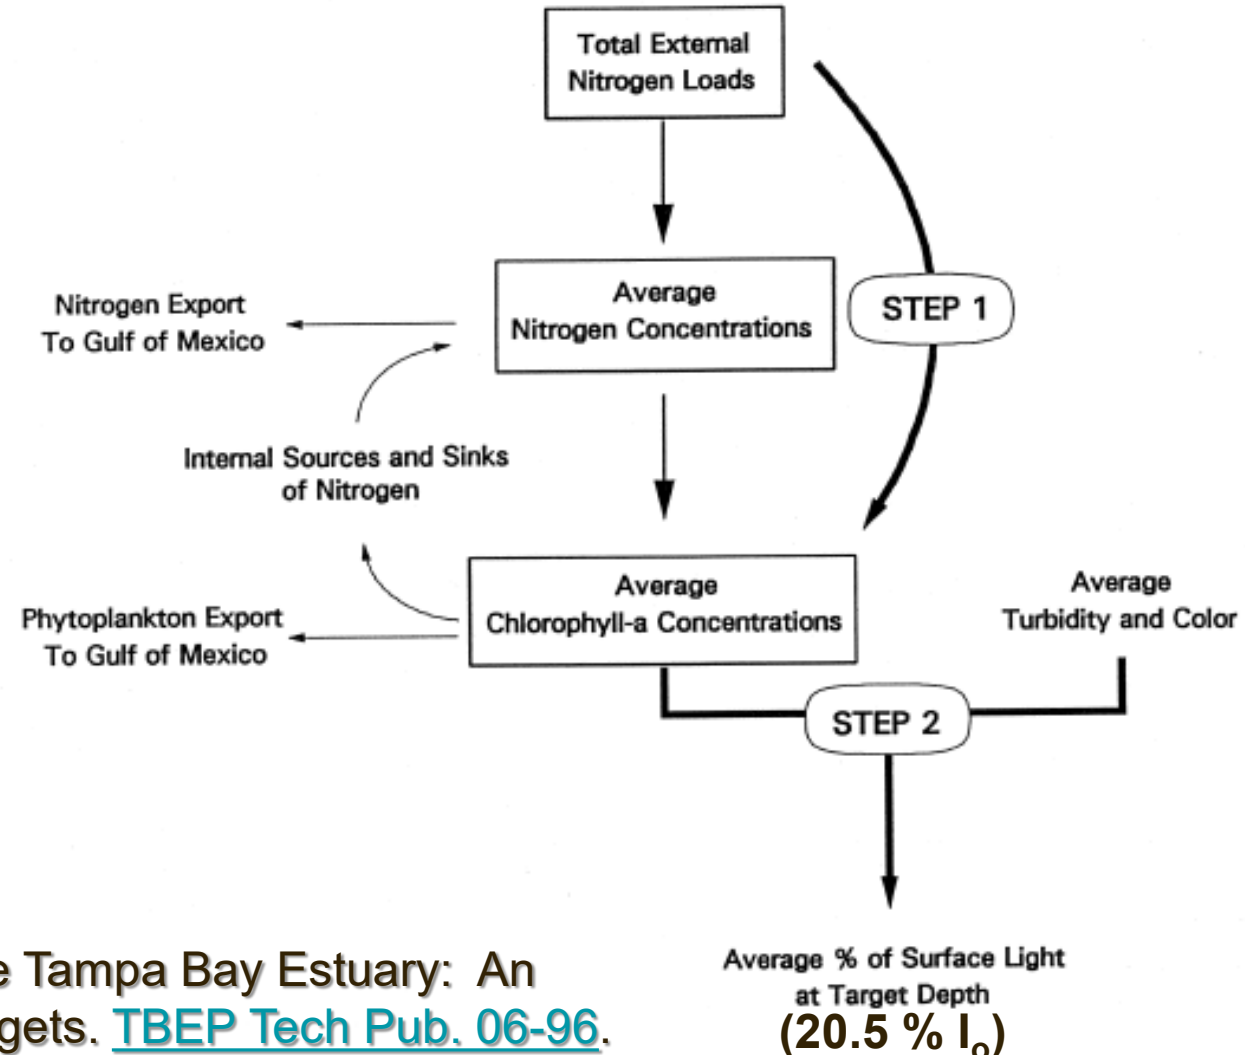 Total External
Nitrogen Loads
Average
Nitrogen Concentrations
STEP 1
Nitrogen Export
To Gulf of Mexico
Internal Sources and Sinks
of Nitrogen
Average
Chlorophyll-a Concentrations
Average
Turbidity and Color
Phytoplankton Export
To Gulf of Mexico
STEP 2
Average % of Surface Light
at Target Depth
(20.5 % Io)
e Tampa Bay Estuary: An
gets. TBEP Tech Pub. 06-96.